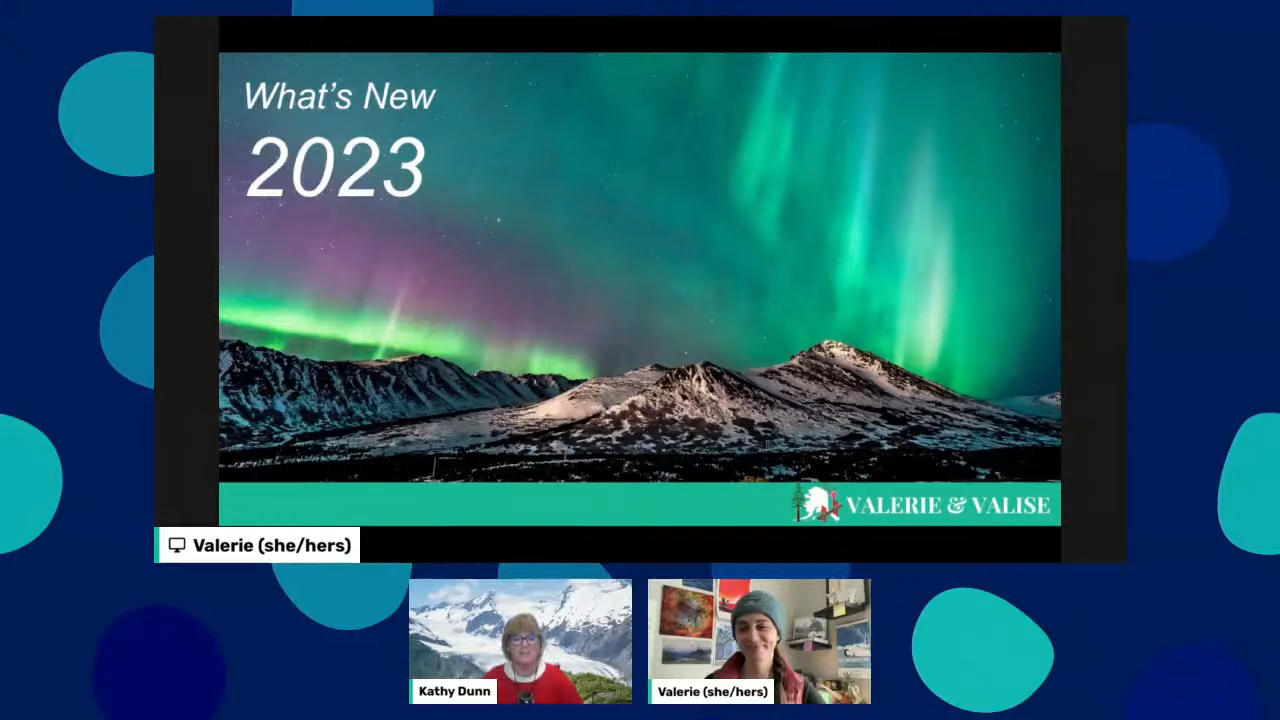 What's New
2023
VALERIE & VALISE
Valerie (she/hers)
Kathy Dunn
Valerie (she/hers)